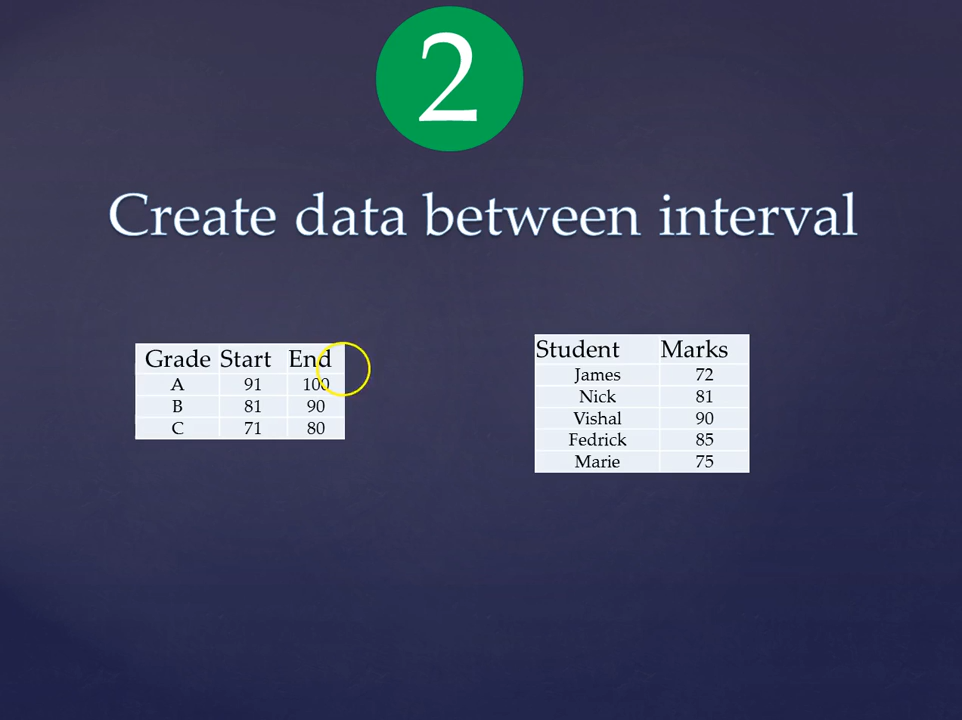 2
Create data between interval
Grade Start End
A 91 100
B 81 90
C 71 80
Student Marks
James 72
Nick 81
Vishal 90
Fedrick 85
Marie 75